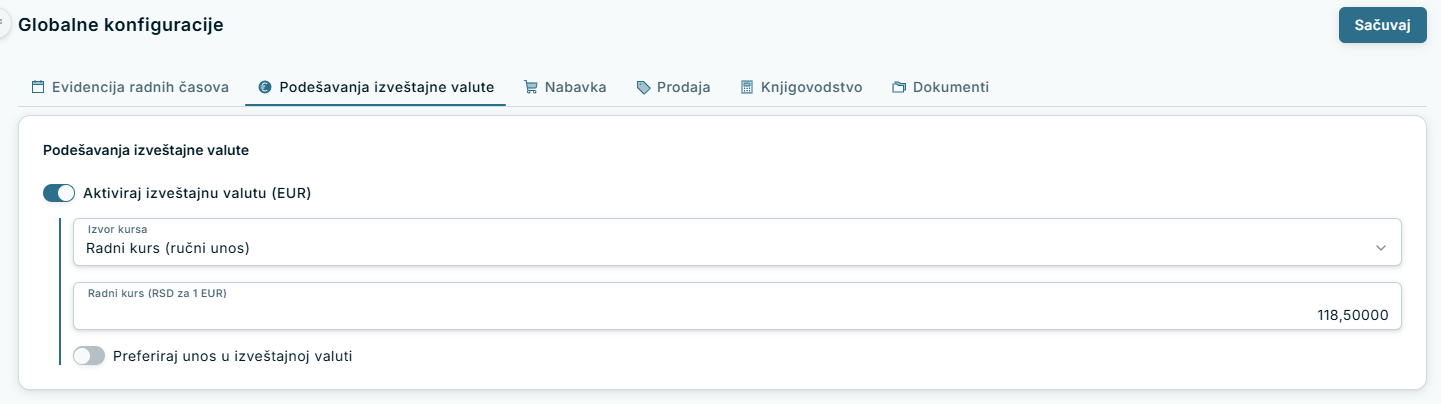 Globalne konfiguracije
Sačuvaj
Evidencija radnih časova
Podešavanja izveštajne valute
Nabavka
Prodaja
Knjigovodstvo
Dokumenti
Podešavanja izveštajne valute
Aktiviraj izveštajnu valutu (EUR)
Izvor kursa
Radni kurs (ručni unos)
Radni kurs (RSD za 1 EUR)
118,50000
Preferiraj unos u izveštajnoj valuti